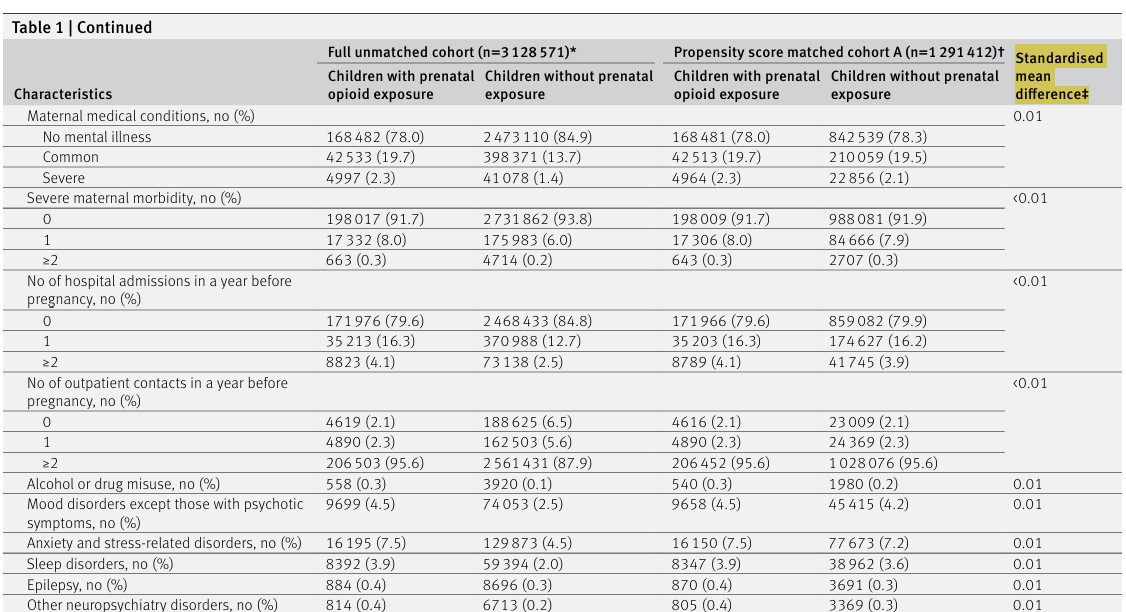 Table 1 | Continued
Full unmatched cohort (n=3 128 571)* Propensity score matched cohort A (n=1 291 412)† Standardised mean difference‡
Characteristics Children with prenatal opioid exposure Children without prenatal exposure Children with prenatal opioid exposure Children without prenatal exposure
Maternal medical conditions, no (%) 0.01
No mental illness 168 482 (78.0) 2 473 110 (84.9) 168 481 (78.0) 842 539 (78.3)
Common 42 533 (19.7) 398 371 (13.7) 42 513 (19.7) 210 059 (19.5)
Severe 4997 (2.3) 41 078 (1.4) 4964 (2.3) 22 856 (2.1)
Severe maternal morbidity, no (%) <0.01
0 198 017 (91.7) 2 731 862 (93.8) 198 009 (91.7) 988 081 (91.9)
1 17 332 (8.0) 175 983 (6.0) 17 306 (8.0) 84 666 (7.9)
≥2 663 (0.3) 4714 (0.2) 643 (0.3) 2707 (0.3)
No of hospital admissions in a year before <0.01
pregnancy, no (%)
0 171 976 (79.6) 2 468 433 (84.8) 171 966 (79.6) 859 082 (79.9)
1 35 213 (16.3) 370 988 (12.7) 35 203 (16.3) 174 627 (16.2)
≥2 8823 (4.1) 73 138 (2.5) 8789 (4.1) 41 745 (3.9)
No of outpatient contacts in a year before <0.01
pregnancy, no (%)
0 4619 (2.1) 188 625 (6.5) 4616 (2.1) 23 009 (2.1)
1 4890 (2.3) 162 503 (5.6) 4890 (2.3) 24 369 (2.3)
≥2 206 503 (95.6) 2 561 431 (87.9) 206 452 (95.6) 1 028 076 (95.6)
Alcohol or drug misuse, no (%) 558 (0.3) 3920 (0.1) 540 (0.3) 1980 (0.2) 0.01
Mood disorders except those with psychotic 9699 (4.5) 74 053 (2.5) 9658 (4.5) 45 415 (4.2) 0.01
symptoms, no (%)
Anxiety and stress-related disorders, no (%) 16 195 (7.5) 129 873 (4.5) 16 150 (7.5) 77 673 (7.2) 0.01
Sleep disorders, no (%) 8392 (3.9) 59 394 (2.0) 8347 (3.9) 38 962 (3.6) 0.01
Epilepsy, no (%) 884 (0.4) 8696 (0.3) 870 (0.4) 3691 (0.3) 0.01
Other neuropsychiatry disorders, no (%) 814 (0.4) 6713 (0.2) 805 (0.4) 3369 (0.3) 0.01